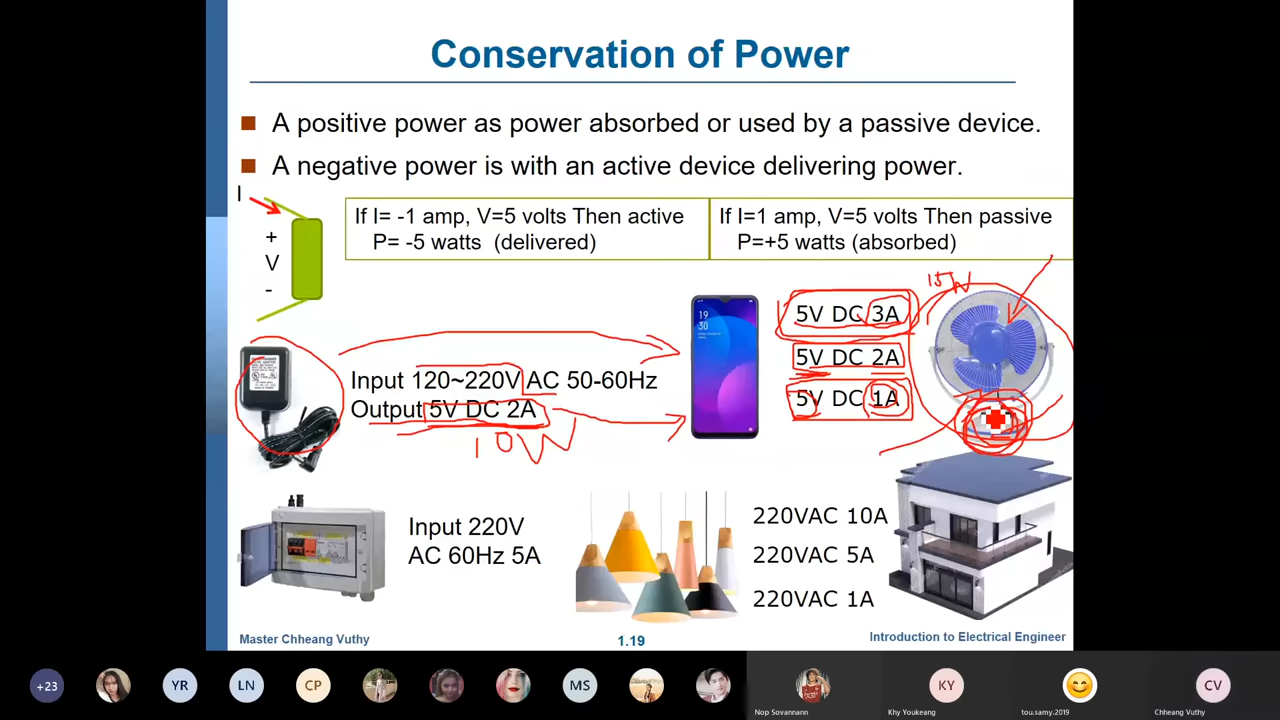 Conservation of Power
A positive power as power absorbed or used by a passive device.
A negative power is with an active device delivering power.
I
+
V
-
If I= -1 amp, V=5 volts Then active
P= -5 watts (delivered)
If I=1 amp, V=5 volts Then passive
P=+5 watts (absorbed)
15W
19
30
5V DC 3A
5V DC 2A
5V DC 1A
Input 120~220V AC 50-60Hz
Output 5V DC 2A
10W
Input 220V
AC 60Hz 5A
220VAC 10A
220VAC 5A
220VAC 1A
Master Chheang Vuthy
1.19
Introduction to Electrical Engineer
+23
YR
LN
CP
MS
KY
CV
Nop Sovannann
Khy Youkeang
tou.samy.2019
Chheang Vuthy